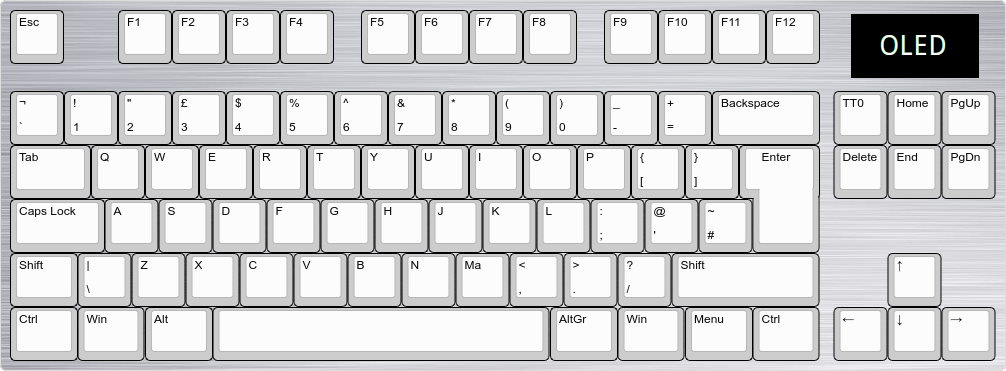 Esc F1 F2 F3 F4 F5 F6 F7 F8 F9 F10 F11 F12 OLED
¬ ! " £ $ % ^ & * ( ) _ + Backspace TT0 Home PgUp
` 1 2 3 4 5 6 7 8 9 0 - =
Tab Q W E R T Y U I O P { } Enter Delete End PgDn
[ ]
Caps Lock A S D F G H J K L : @ ~
; ' #
Shift | Z X C V B N Ma < > ? Shift ↑
\ , . /
Ctrl Win Alt AltGr Win Menu Ctrl ← ↓ →